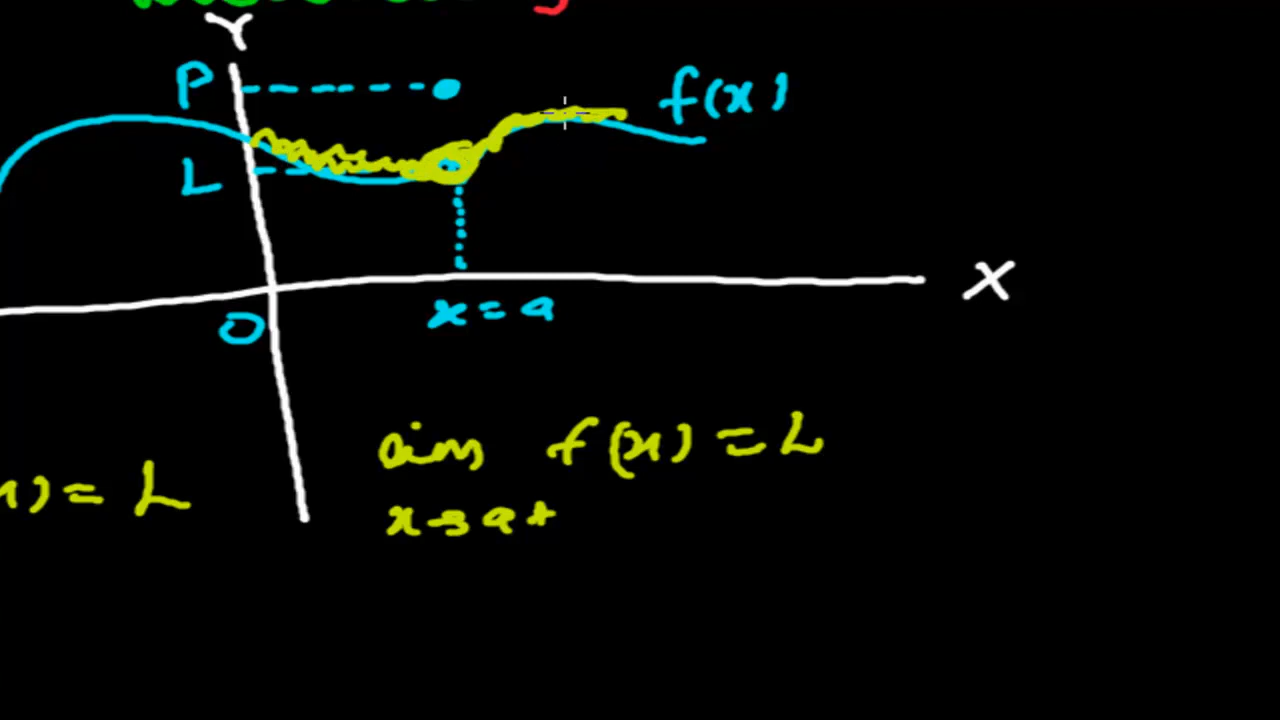 Y
P
f(x)
L
X
O
x = a
lim f(x) = L
x→a+
) = L